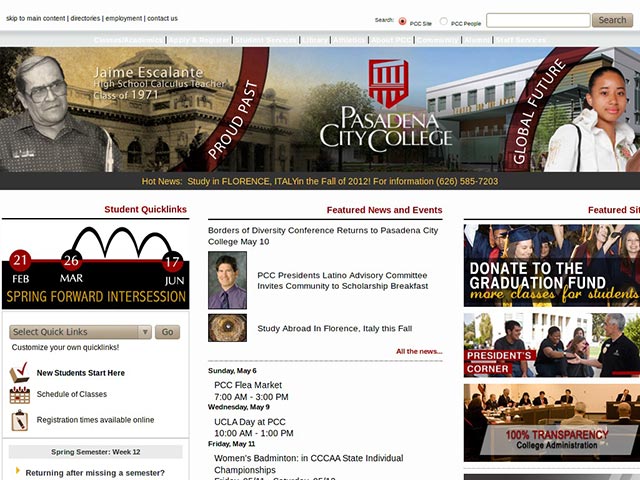 skip to main content | directories | employment | contact us
Search: PCC Site PCC People Search
Courses/Academics | Apply & Register | Student Services | Library | Athletics | About PCC | Community | Alumni | Staff Services
Jaime Escalante
High School Calculus Teacher
Class of 1971
PROUD PAST
PASADENA
CITY COLLEGE
GLOBAL FUTURE
Hot News: Study in FLORENCE, ITALYin the Fall of 2012! For information (626) 585-7203
Student Quicklinks
21
FEB
26
MAR
17
JUN
SPRING FORWARD INTERSESSION
Select Quick Links Go
Customize your own quicklinks!
New Students Start Here
Schedule of Classes
Registration times available online
Spring Semester: Week 12
Returning after missing a semester?
Featured News and Events
Borders of Diversity Conference Returns to Pasadena City
College May 10
PCC Presidents Latino Advisory Committee
Invites Community to Scholarship Breakfast
Study Abroad In Florence, Italy this Fall
All the news...
Sunday, May 6
PCC Flea Market
7:00 AM - 3:00 PM
Wednesday, May 9
UCLA Day at PCC
10:00 AM - 1:00 PM
Friday, May 11
Women's Badminton: in CCCAA State Individual
Championships
Friday, 05/11 - Saturday, 05/12
Featured Sit
DONATE TO THE
GRADUATION FUND
more classes for students
PRESIDENT'S
CORNER
100% TRANSPARENCY
College Administration